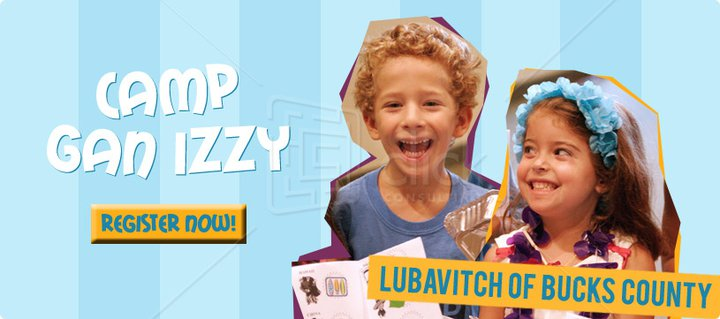 CAMP
GAN IZZY
REGISTER NOW!
LUBAVITCH OF BUCKS COUNTY